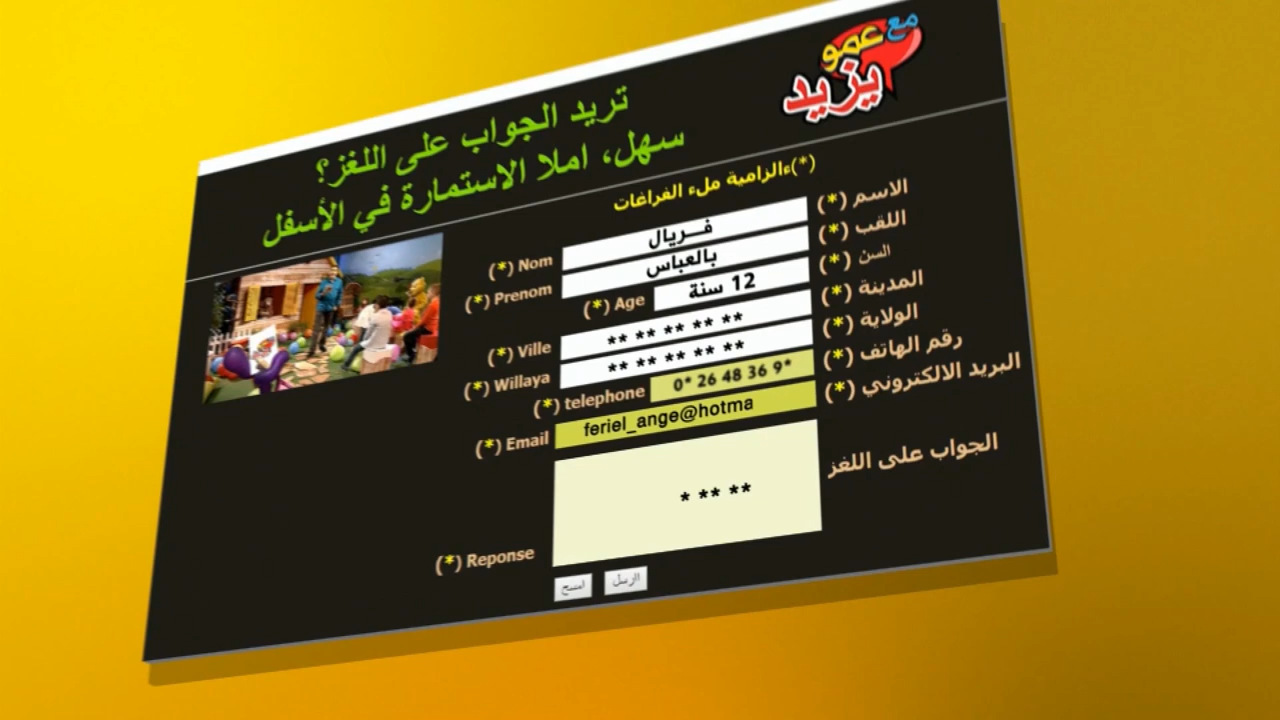 مع
عمو
يزيد
تريد الجواب على اللغز؟
سهل، املا الاستمارة في الأسفل
(*)ءالزامية ملء الفراغات
الاسم (*) فـــريال (*) Nom
اللقب (*) بالعباس (*) Prenom
السن (*) 12 سنة (*) Age
المدينة (*) ** ** ** ** ** (*) Ville
الولاية (*) ** ** ** ** ** (*) Willaya
رقم الهاتف (*) 0* 26 48 36 9* (*) telephone
البريد الالكتروني (*) feriel_ange@hotma (*) Email
الجواب على اللغز * ** ** (*) Reponse
ارسل امسح